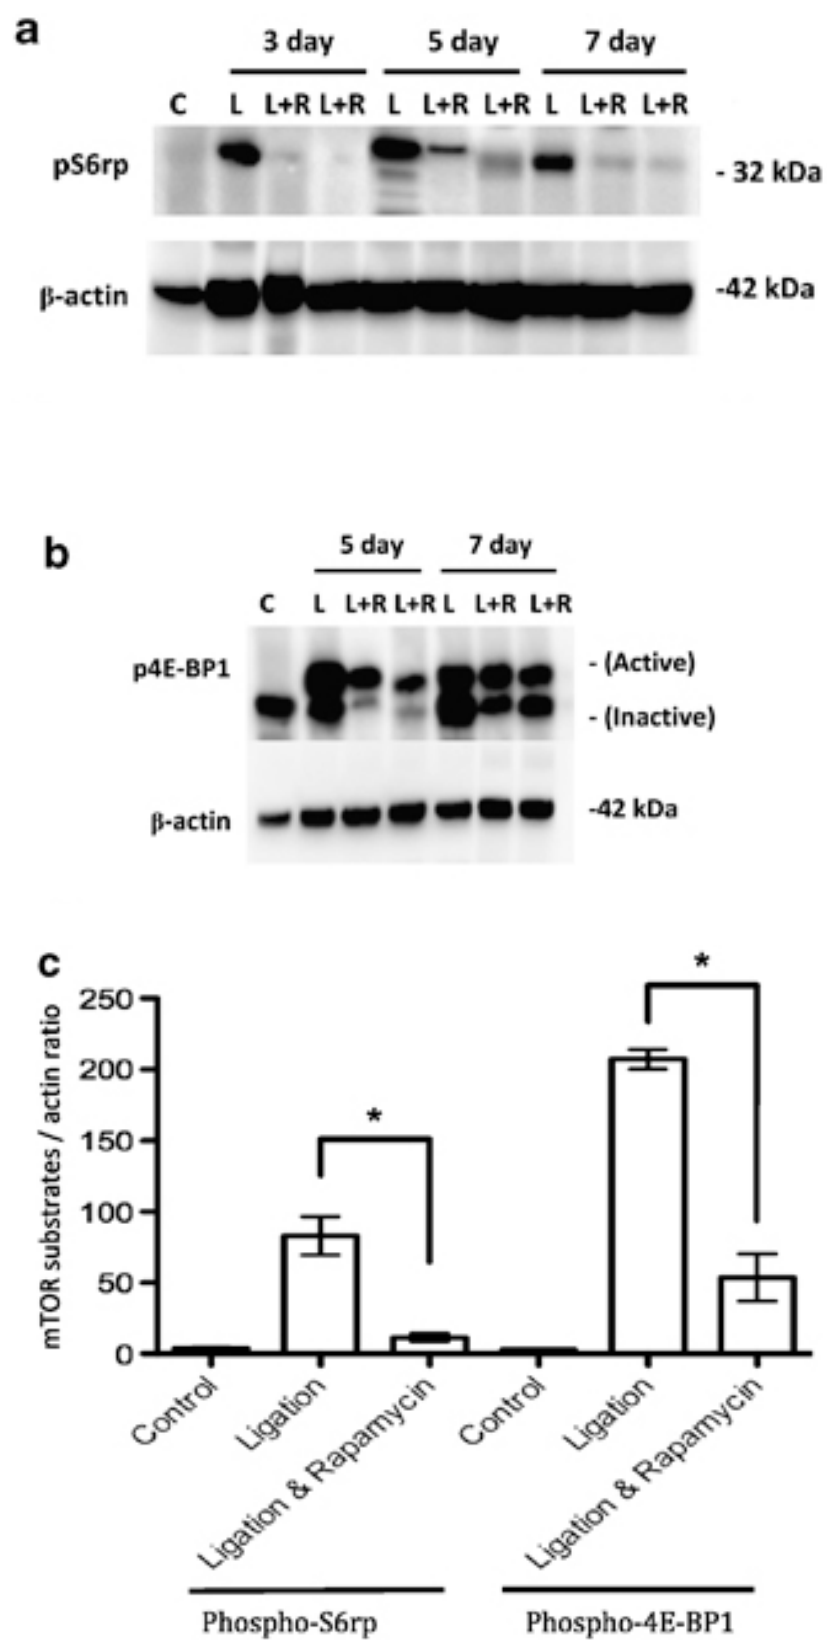 a
3 day 5 day 7 day
C L L+R L+R L L+R L+R L L+R L+R
pS6rp
- 32 kDa
β-actin
-42 kDa
b
5 day 7 day
C L L+R L+R L L+R L+R
p4E-BP1
- (Active)
- (Inactive)
β-actin
-42 kDa
c
mTOR substrates / actin ratio
250
200
150
100
50
0
*
*
Control
Ligation
Ligation & Rapamycin
Control
Ligation
Ligation & Rapamycin
Phospho-S6rp
Phospho-4E-BP1